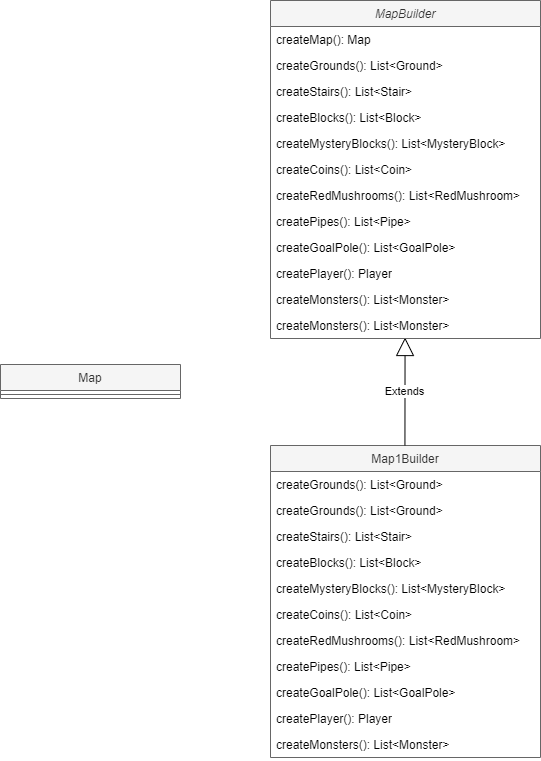 MapBuilder
createMap(): Map
createGrounds(): List<Ground>
createStairs(): List<Stair>
createBlocks(): List<Block>
createMysteryBlocks(): List<MysteryBlock>
createCoins(): List<Coin>
createRedMushrooms(): List<RedMushroom>
createPipes(): List<Pipe>
createGoalPole(): List<GoalPole>
createPlayer(): Player
createMonsters(): List<Monster>
createMonsters(): List<Monster>
Map
Extends
Map1Builder
createGrounds(): List<Ground>
createGrounds(): List<Ground>
createStairs(): List<Stair>
createBlocks(): List<Block>
createMysteryBlocks(): List<MysteryBlock>
createCoins(): List<Coin>
createRedMushrooms(): List<RedMushroom>
createPipes(): List<Pipe>
createGoalPole(): List<GoalPole>
createPlayer(): Player
createMonsters(): List<Monster>